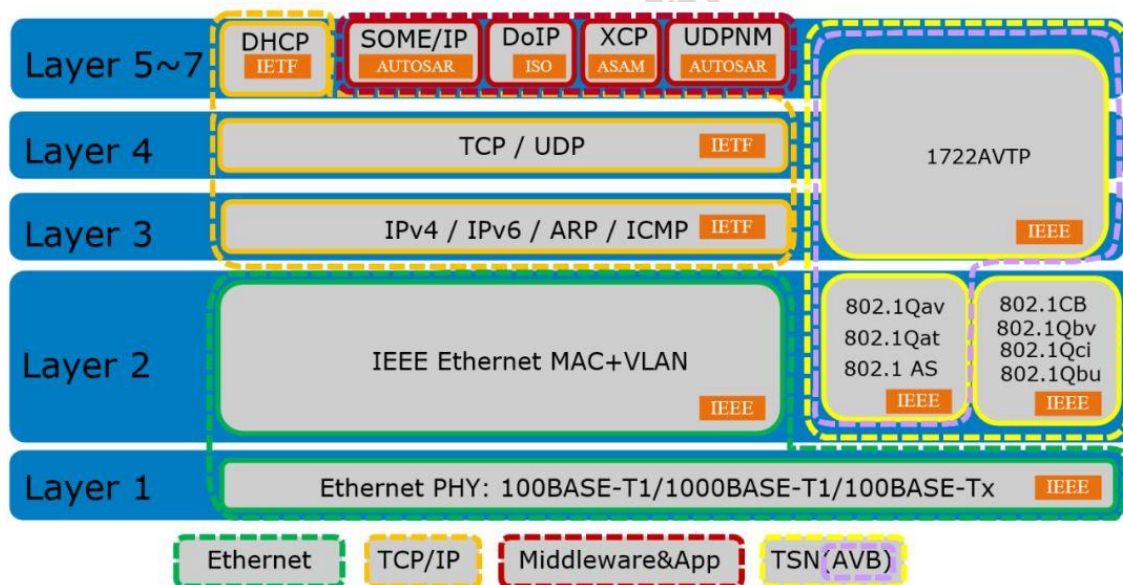 Layer 5~7
DHCP
IETF
SOME/IP
AUTOSAR
DoIP
ISO
XCP
ASAM
UDPNM
AUTOSAR
Layer 4
TCP / UDP
IETF
1722AVTP
IEEE
Layer 3
IPv4 / IPv6 / ARP / ICMP
IETF
Layer 2
IEEE Ethernet MAC+VLAN
IEEE
802.1Qav
802.1Qat
802.1 AS
IEEE
802.1CB
802.1Qbv
802.1Qci
802.1Qbu
IEEE
Layer 1
Ethernet PHY: 100BASE-T1/1000BASE-T1/100BASE-Tx
IEEE
Ethernet
TCP/IP
Middleware&App
TSN(AVB)